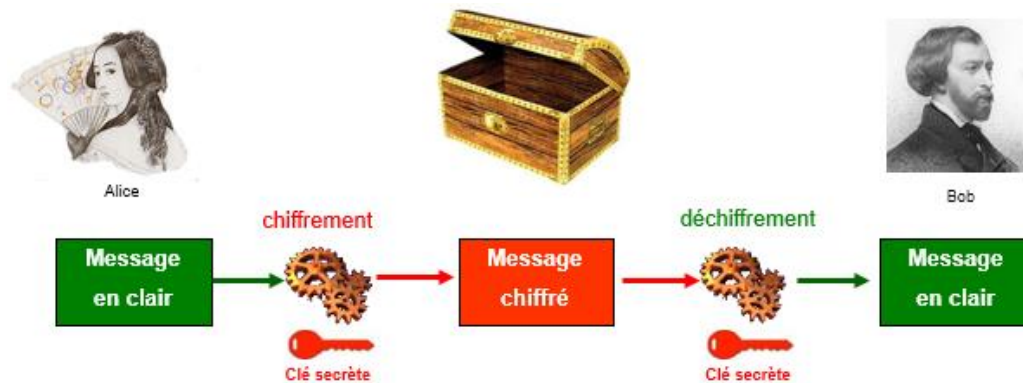 Alice
Bob
chiffrement
déchiffrement
Message
en clair
Message
chiffré
Message
en clair
Clé secrète
Clé secrète